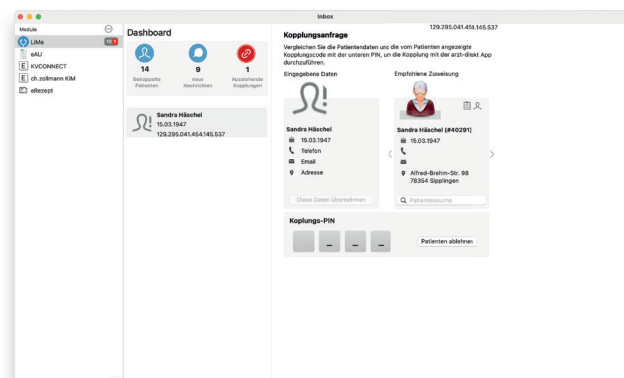 Inbox
Module
LiMe
10 1
eAU
KVCONNECT
ch.zollmann KIM
eRezept
Dashboard
14
Gekoppelte Patienten
9
neue Nachrichten
1
Ausstehende Kopplungen
Sandra Häschel
15.03.1947
129.295.041.454.145.537
Kopplungsanfrage
129.295.041.454.145.537
Vergleichen Sie die Patientendaten und die vom Patienten angezeigte
Kopplungscode mit der unteren PIN, un die Kopplung mit der arzt-direkt App
durchzuführen.
Eingegebene Daten
Sandra Häschel
15.03.1947
Telefon
Email
Adresse
Diese Daten übernehmen
Empfohlene Zuweisung
Sandra Häschel (#40291)
15.03.1947
Alfred-Brehm-Str. 98
78354 Sipplingen
Patientensuche
Koplungs-PIN
Patienten ablehnen